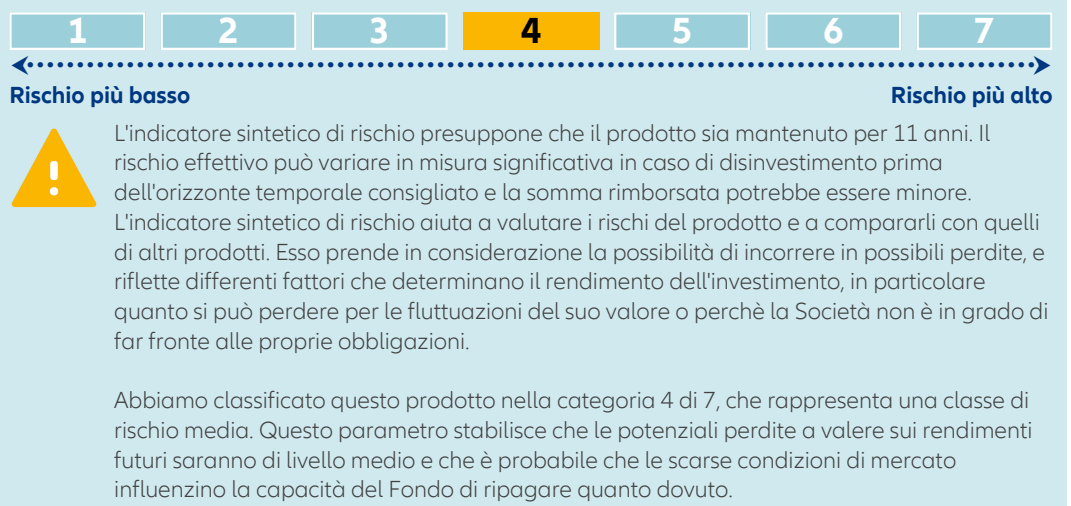 1 2 3 4 5 6 7
Rischio più basso Rischio più alto
L'indicatore sintetico di rischio presuppone che il prodotto sia mantenuto per 11 anni. Il
rischio effettivo può variare in misura significativa in caso di disinvestimento prima
dell'orizzonte temporale consigliato e la somma rimborsata potrebbe essere minore.
L'indicatore sintetico di rischio aiuta a valutare i rischi del prodotto e a compararli con quelli
di altri prodotti. Esso prende in considerazione la possibilità di incorrere in possibili perdite, e
riflette differenti fattori che determinano il rendimento dell'investimento, in particolare
quanto si può perdere per le fluttuazioni del suo valore o perchè la Società non è in grado di
far fronte alle proprie obbligazioni.
Abbiamo classificato questo prodotto nella categoria 4 di 7, che rappresenta una classe di
rischio media. Questo parametro stabilisce che le potenziali perdite a valere sui rendimenti
futuri saranno di livello medio e che è probabile che le scarse condizioni di mercato
influenzino la capacità del Fondo di ripagare quanto dovuto.